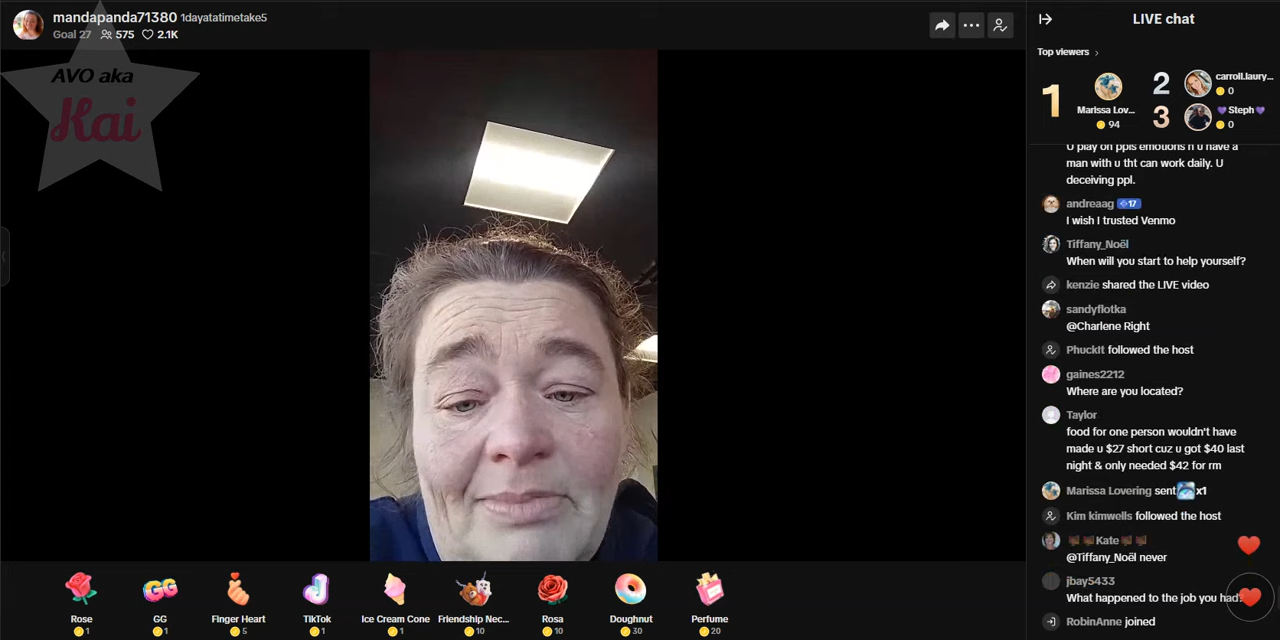 mandapanda71380 1dayatatimetake5
Goal 27 575 2.1K
AVO aka
Kai
LIVE chat
Top viewers >
1 Marissa Lov... 94
2 carroll.laury... 0
3 Steph 0
U play on ppls emotions n u have a
man with u tht can work daily. U
deceiving ppl.
andreaag 17
I wish I trusted Venmo
Tiffany_Noël
When will you start to help yourself?
kenzie shared the LIVE video
sandyflotka
@Charlene Right
PhuckIt followed the host
gaines2212
Where are you located?
Taylor
food for one person wouldn't have
made u $27 short cuz u got $40 last
night & only needed $42 for rm
Marissa Lovering sent x1
Kim kimwells followed the host
Kate
@Tiffany_Noël never
jbay5433
What happened to the job you had?
RobinAnne joined
Rose GG Finger Heart TikTok Ice Cream Cone Friendship Nec... Rosa Doughnut Perfume
1 1 5 1 1 10 10 30 20